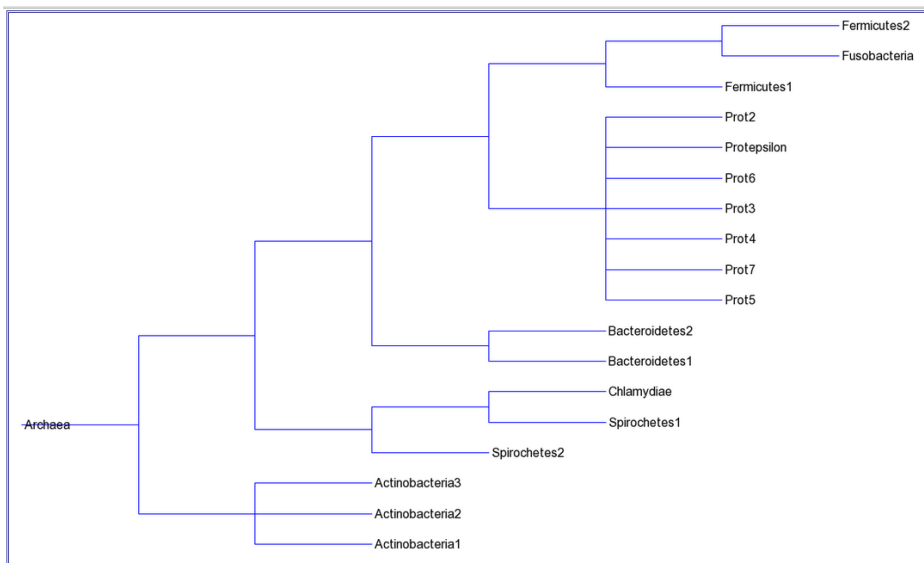 Fermicutes2
Fusobacteria
Fermicutes1
Prot2
Protepsilon
Prot6
Prot3
Prot4
Prot7
Prot5
Bacteroidetes2
Bacteroidetes1
Chlamydiae
Archaea
Spirochetes1
Spirochetes2
Actinobacteria3
Actinobacteria2
Actinobacteria1